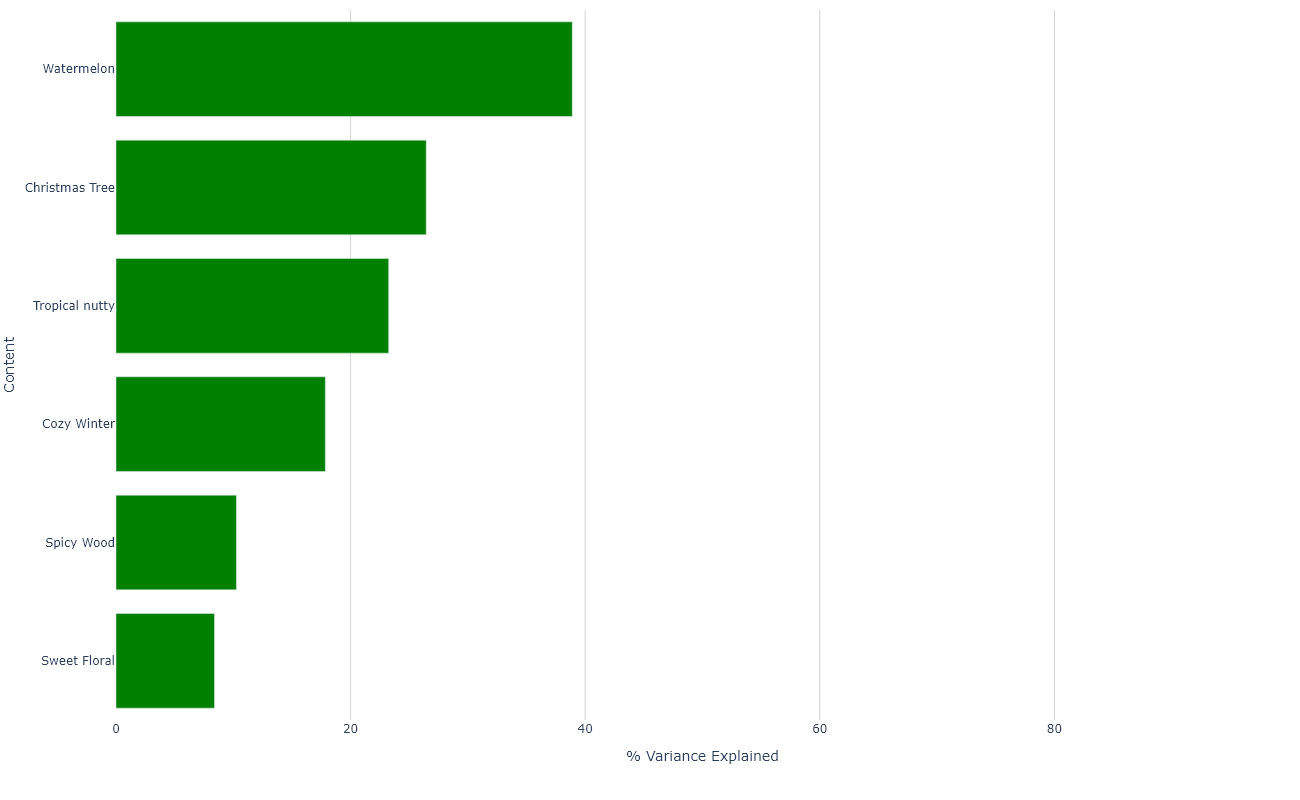 Watermelon
Christmas Tree
Tropical nutty
Content
Cozy Winter
Spicy Wood
Sweet Floral
0 20 40 60 80
% Variance Explained